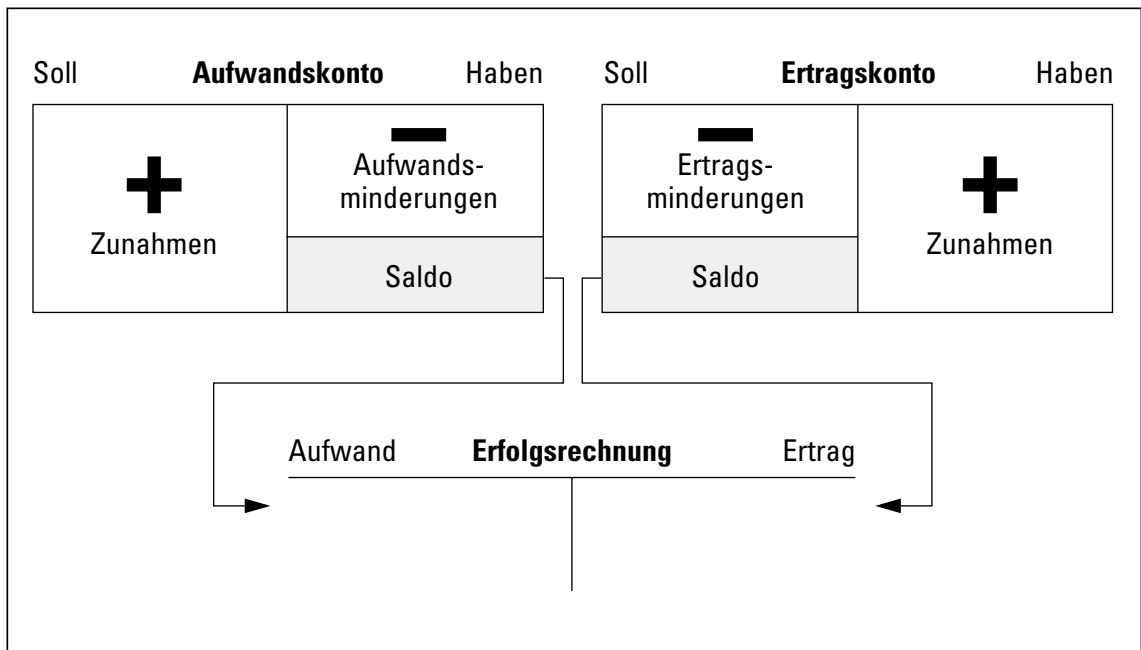 Soll Aufwandskonto Haben Soll Ertragskonto Haben
Aufwands-
minderungen
Zunahmen
Saldo
Ertrags-
minderungen
Zunahmen
Saldo
Aufwand Erfolgsrechnung Ertrag